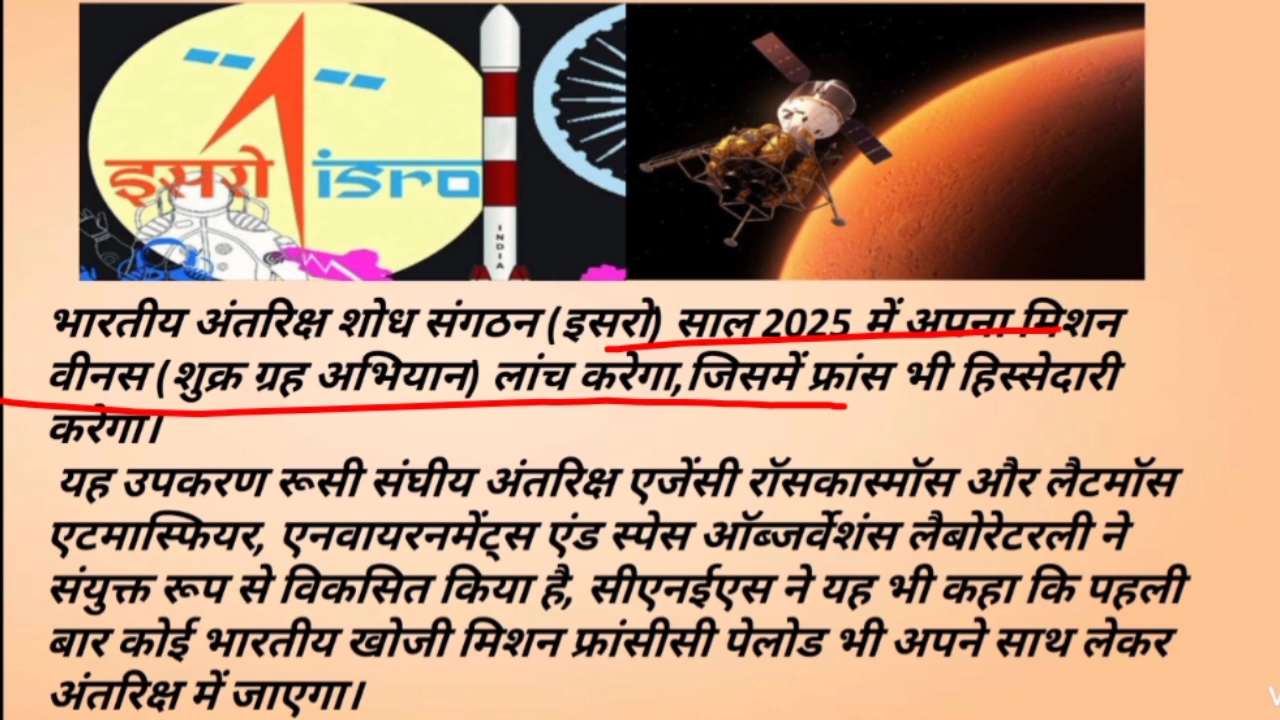 इसरो isro
INDIA
भारतीय अंतरिक्ष शोध संगठन (इसरो) साल 2025 में अपना मिशन
वीनस (शुक्र ग्रह अभियान) लांच करेगा,जिसमें फ्रांस भी हिस्सेदारी
करेगा।
यह उपकरण रूसी संघीय अंतरिक्ष एजेंसी रॉसकास्मॉस और लैटमॉस
एटमास्फियर, एनवायरनमेंट्स एंड स्पेस ऑब्जर्वेशंस लैबोरेटरली ने
संयुक्त रूप से विकसित किया है, सीएनईएस ने यह भी कहा कि पहली
बार कोई भारतीय खोजी मिशन फ्रांसीसी पेलोड भी अपने साथ लेकर
अंतरिक्ष में जाएगा।